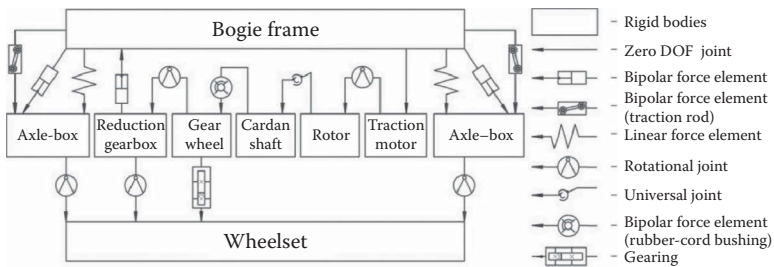 Bogie frame
Axle-box
Reduction
gearbox
Gear
wheel
Cardan
shaft
Rotor
Traction
motor
Axle–box
Wheelset
Rigid bodies
Zero DOF joint
Bipolar force element
Bipolar force element
(traction rod)
Linear force element
Rotational joint
Universal joint
Bipolar force element
(rubber-cord bushing)
Gearing